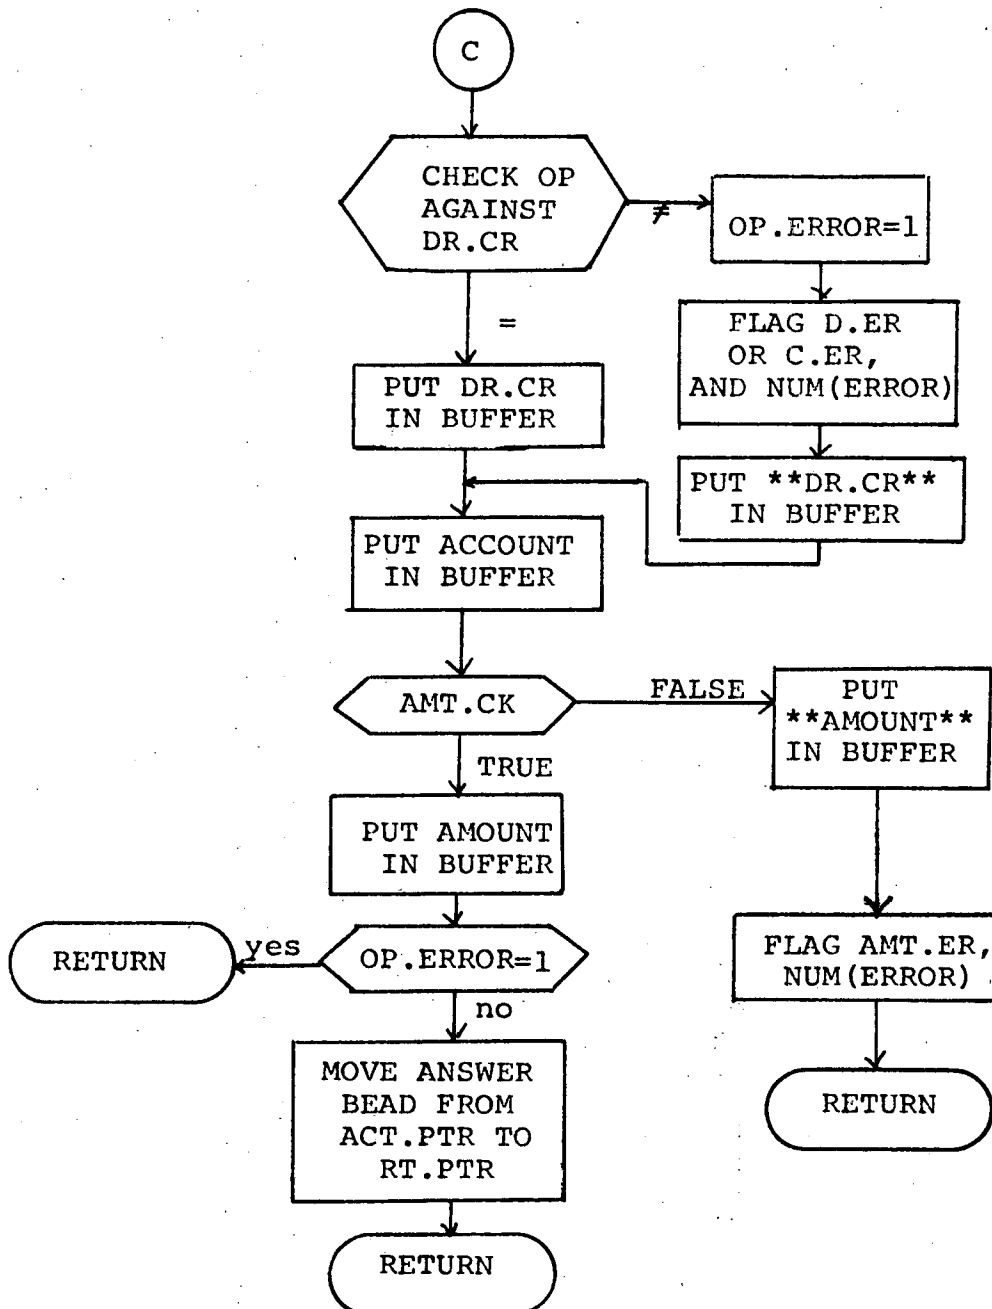 C
CHECK OP
AGAINST
DR.CR
≠
OP.ERROR=1
=
FLAG D.ER
OR C.ER,
AND NUM(ERROR)
PUT DR.CR
IN BUFFER
PUT **DR.CR**
IN BUFFER
PUT ACCOUNT
IN BUFFER
AMT.CK
FALSE
PUT
**AMOUNT**
IN BUFFER
TRUE
PUT AMOUNT
IN BUFFER
FLAG AMT.ER,
NUM(ERROR)
OP.ERROR=1
yes
RETURN
no
MOVE ANSWER
BEAD FROM
ACT.PTR TO
RT.PTR
RETURN
RETURN